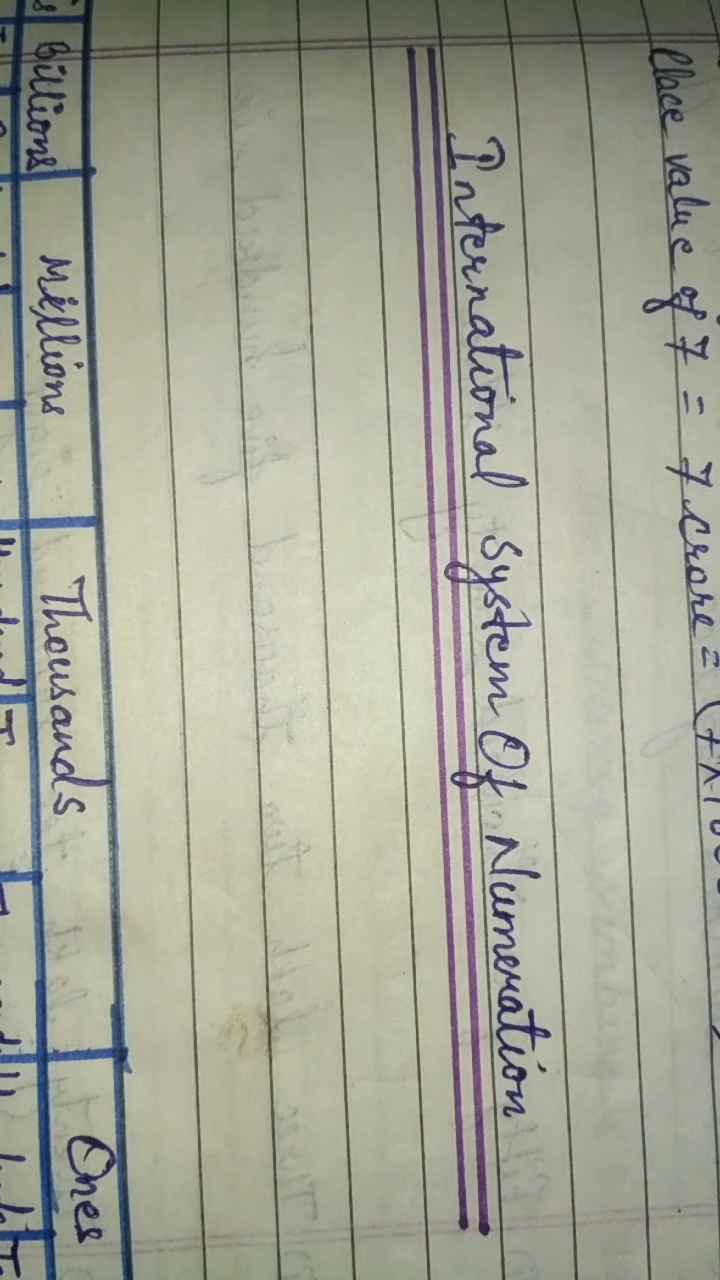 Place value of 7 = 7 crore =
International System Of Numeration
Billions Millions Thousands Ones